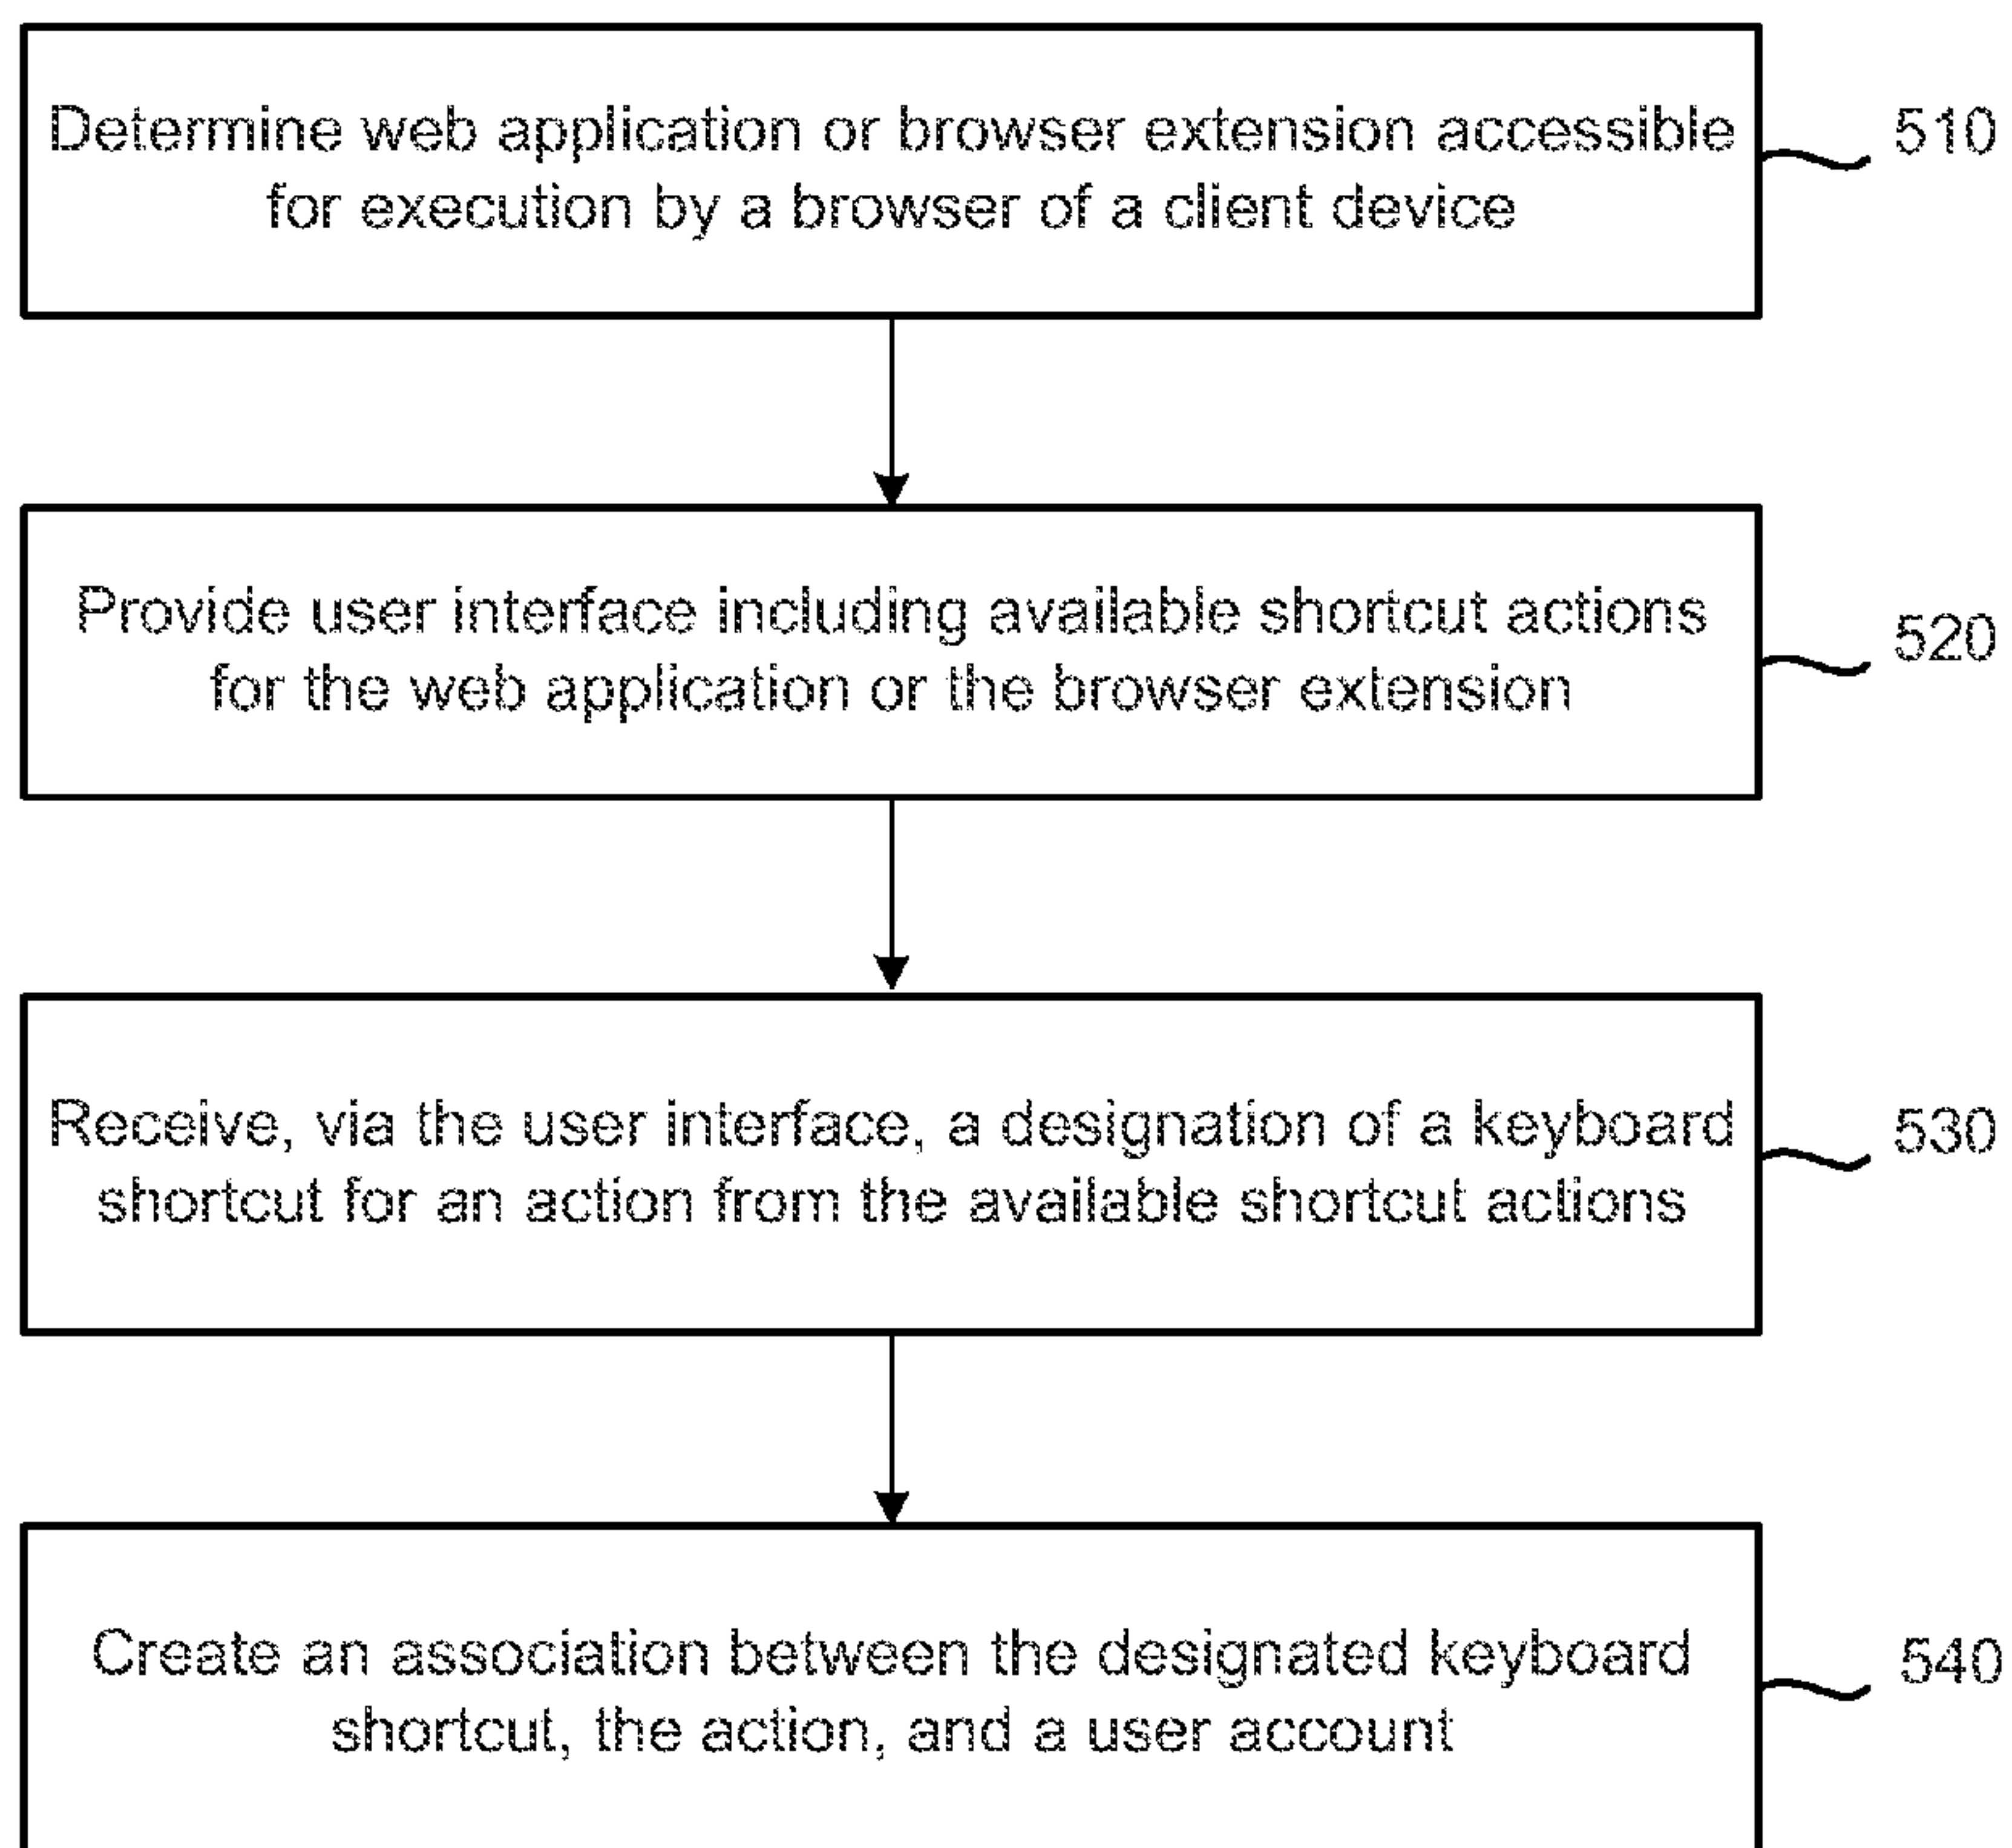 Determine web application or browser extension accessible
for execution by a browser of a client device
510
Provide user interface including available shortcut actions
for the web application or the browser extension
520
Receive, via the user interface, a designation of a keyboard
shortcut for an action from the available shortcut actions
530
Create an association between the designated keyboard
shortcut, the action, and a user account
540